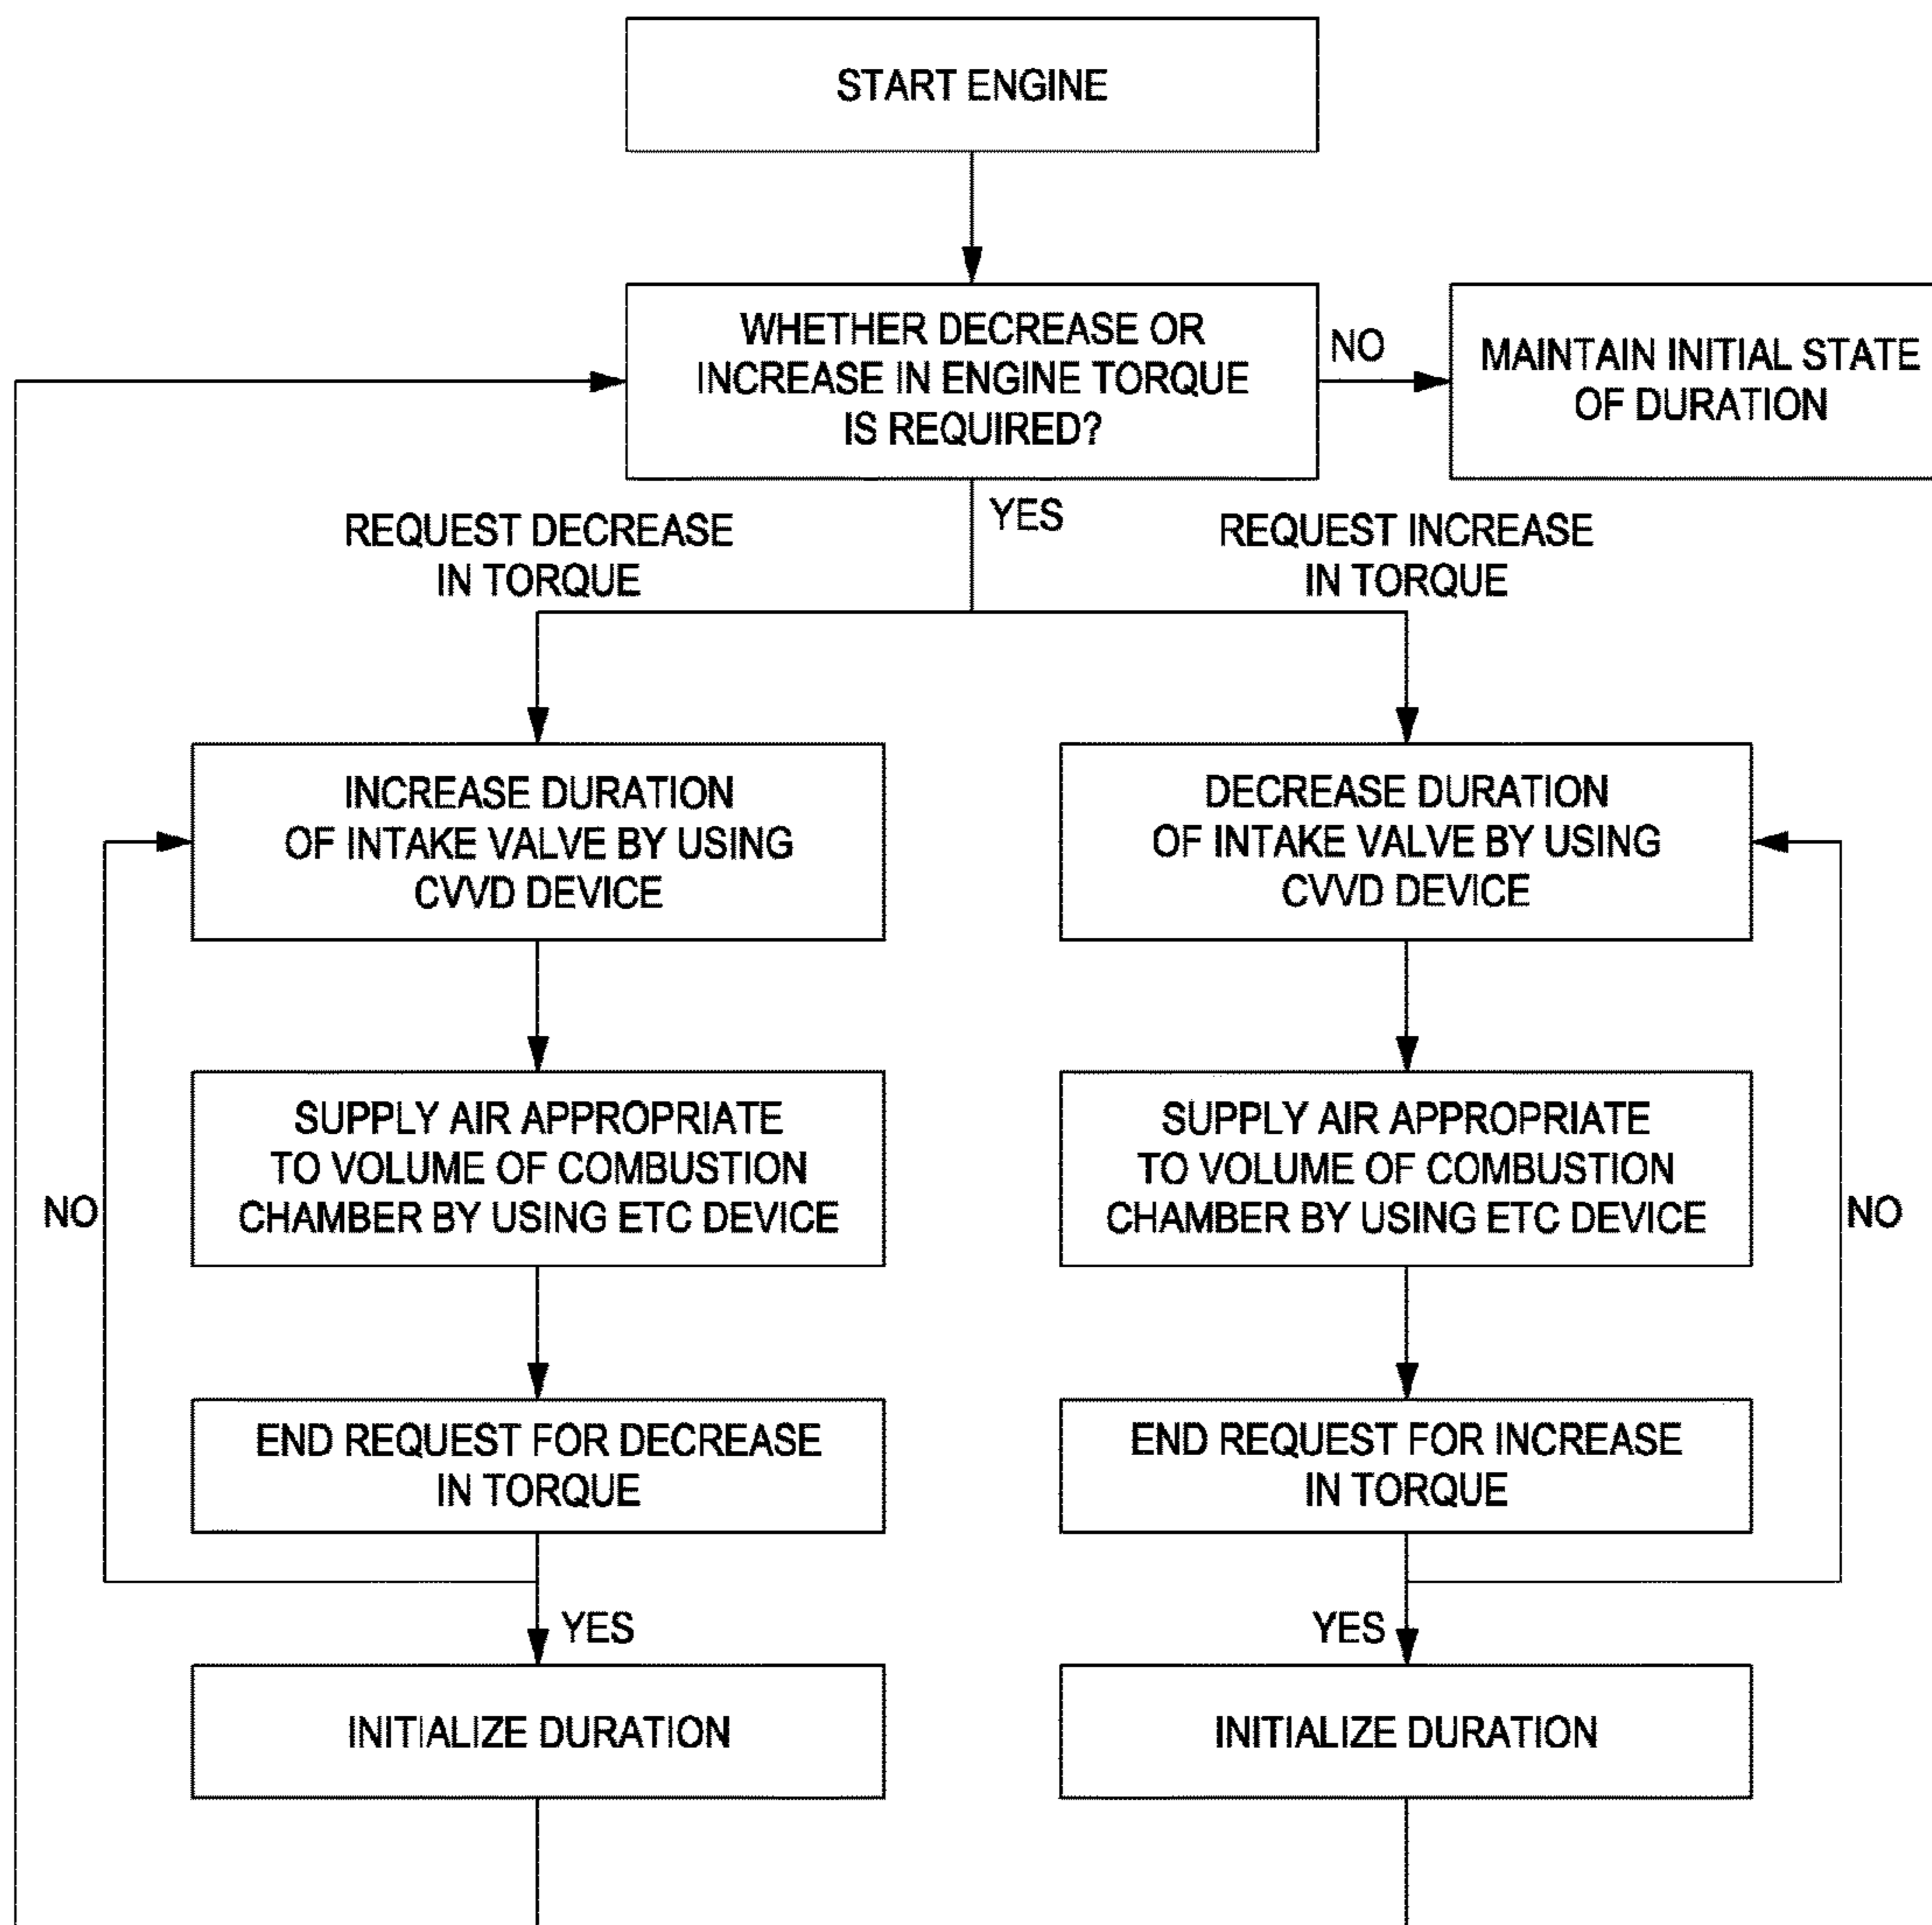 START ENGINE
WHETHER DECREASE OR
INCREASE IN ENGINE TORQUE
IS REQUIRED?
NO
MAINTAIN INITIAL STATE
OF DURATION
YES
REQUEST DECREASE
IN TORQUE
REQUEST INCREASE
IN TORQUE
INCREASE DURATION
OF INTAKE VALVE BY USING
CVVD DEVICE
DECREASE DURATION
OF INTAKE VALVE BY USING
CVVD DEVICE
SUPPLY AIR APPROPRIATE
TO VOLUME OF COMBUSTION
CHAMBER BY USING ETC DEVICE
SUPPLY AIR APPROPRIATE
TO VOLUME OF COMBUSTION
CHAMBER BY USING ETC DEVICE
NO
NO
END REQUEST FOR DECREASE
IN TORQUE
END REQUEST FOR INCREASE
IN TORQUE
YES
YES
INITIALIZE DURATION
INITIALIZE DURATION